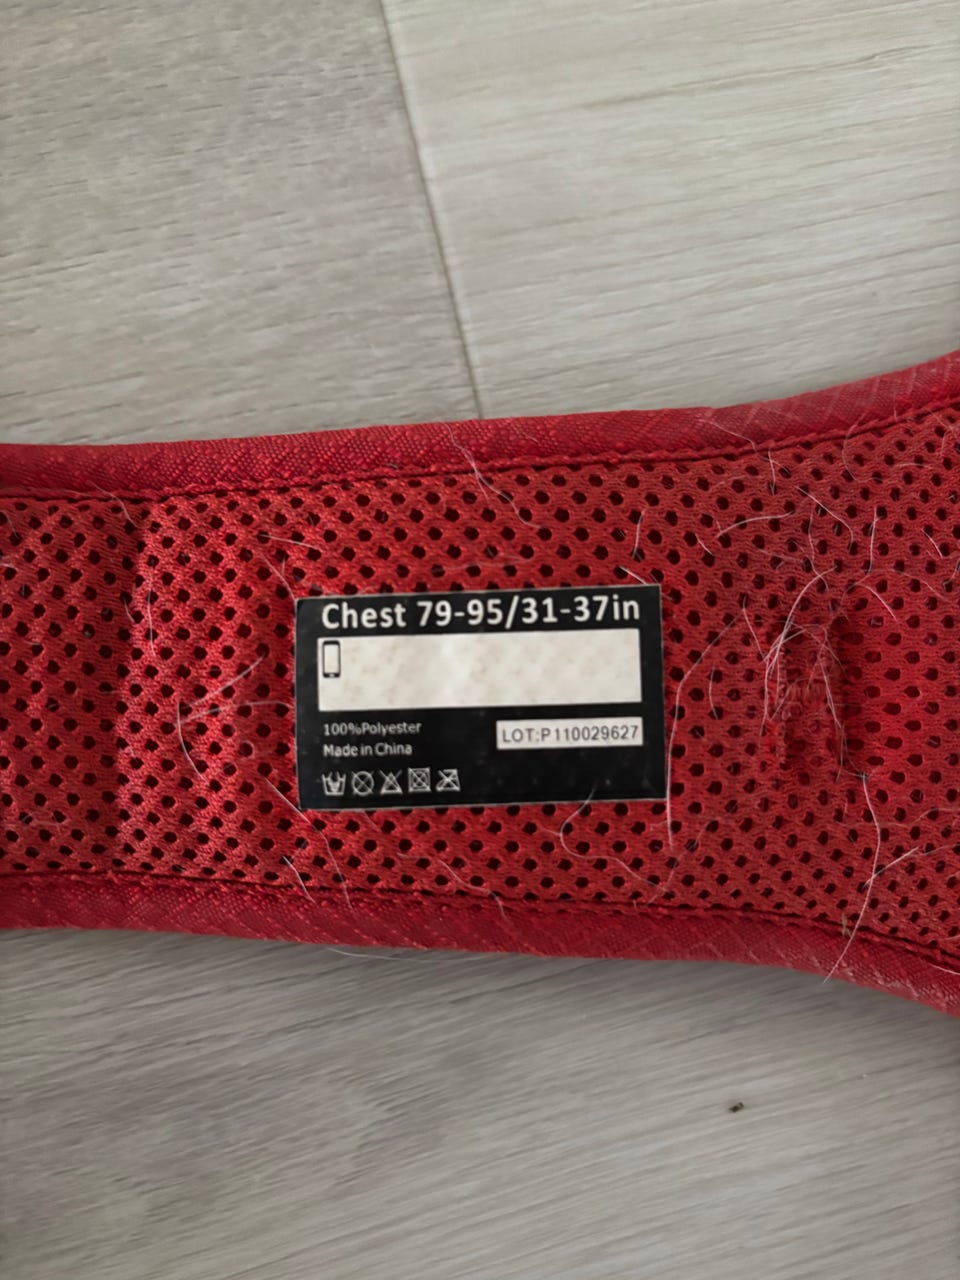 Chest 79-95/31-37in
100%Polyester
Made in China
LOT:P110029627